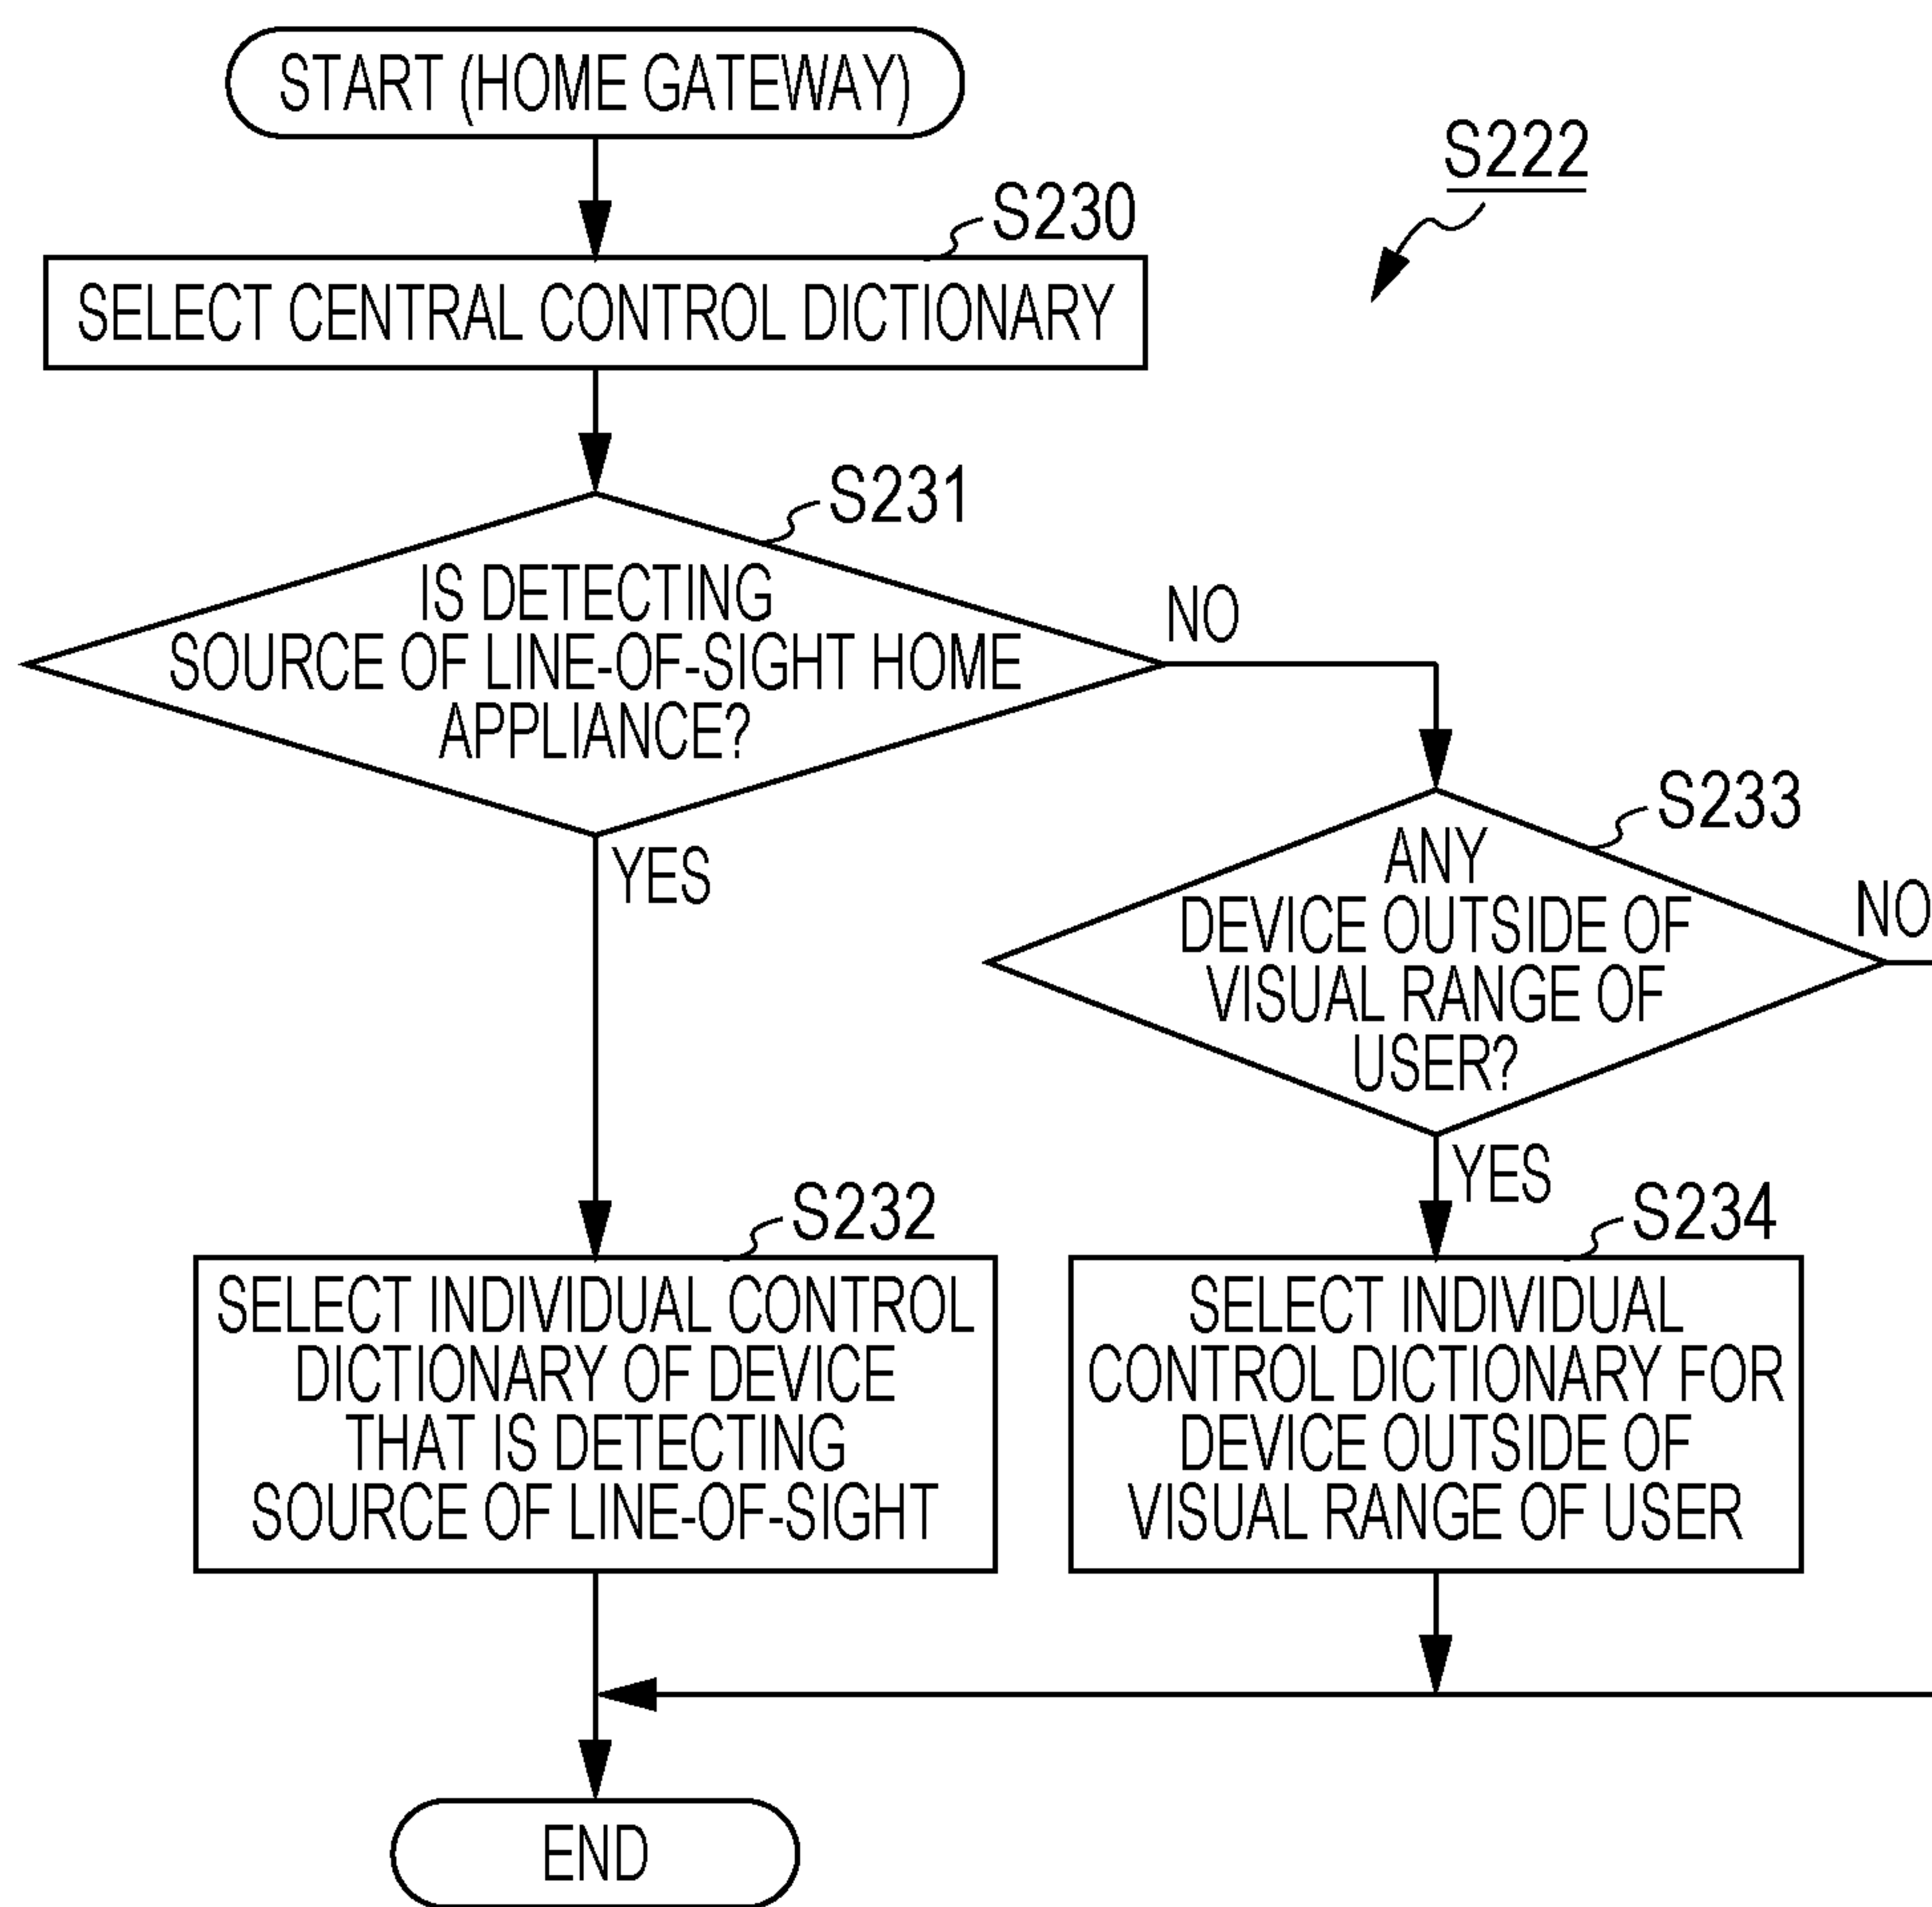 START (HOME GATEWAY)
S222
S230
SELECT CENTRAL CONTROL DICTIONARY
S231
IS DETECTING
SOURCE OF LINE-OF-SIGHT HOME
APPLIANCE?
NO
YES
S233
ANY
DEVICE OUTSIDE OF
VISUAL RANGE OF
USER?
NO
YES
S232
SELECT INDIVIDUAL CONTROL
DICTIONARY OF DEVICE
THAT IS DETECTING
SOURCE OF LINE-OF-SIGHT
S234
SELECT INDIVIDUAL
CONTROL DICTIONARY FOR
DEVICE OUTSIDE OF
VISUAL RANGE OF USER
END